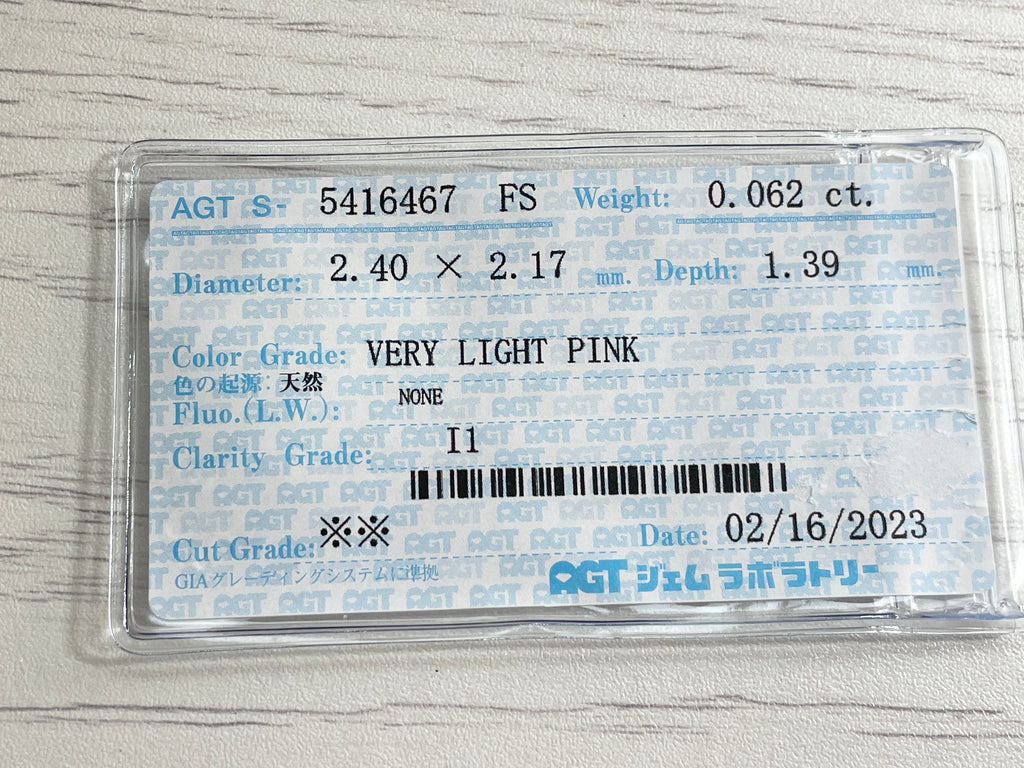 AGT S- 5416467 FS Weight: 0.062 ct.
Diameter: 2.40 × 2.17 mm. Depth: 1.39 mm.
Color Grade: VERY LIGHT PINK
色の起源: 天然
Fluo.(L.W.): NONE
Clarity Grade: I1
Cut Grade: ※※ Date: 02/16/2023
GIAグレーディングシステムに準拠
AGT ジェム ラボラトリー